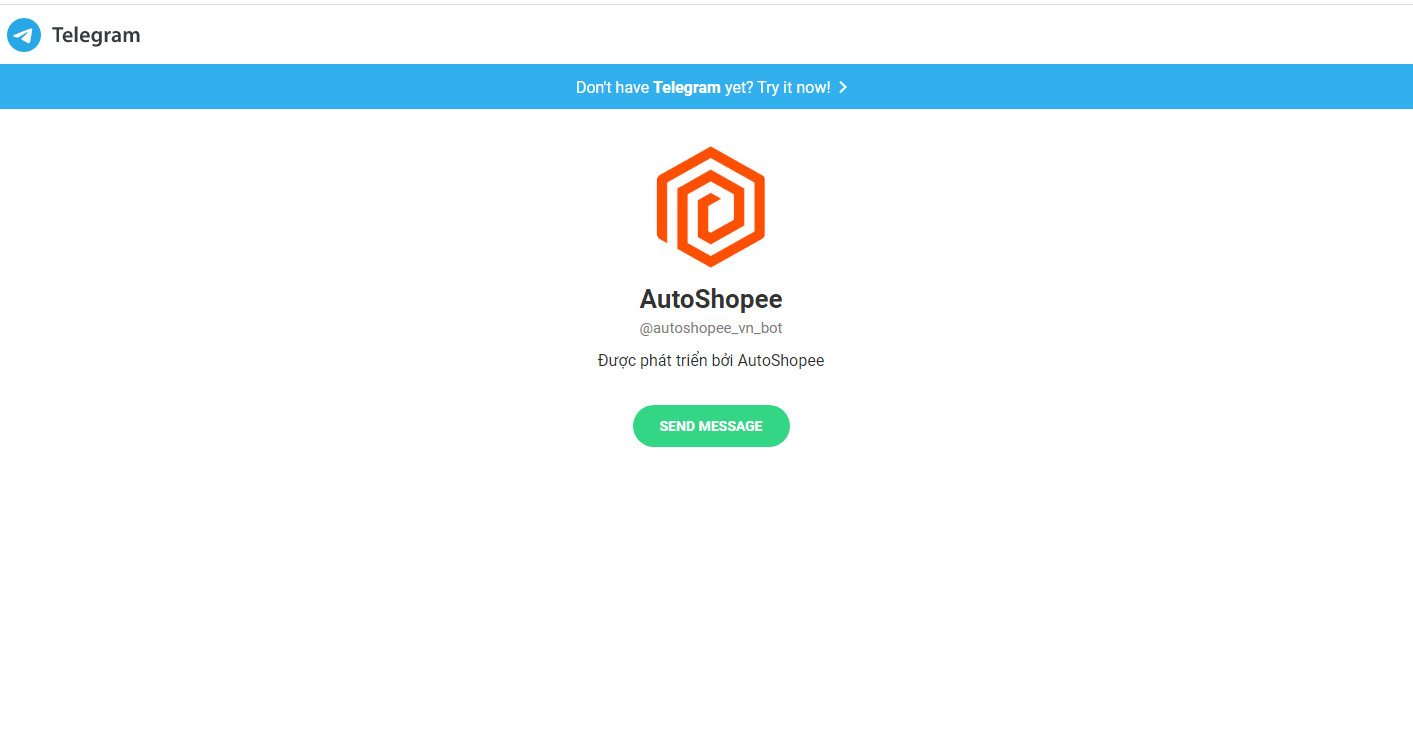 Telegram
Don't have Telegram yet? Try it now!
AutoShopee
@autoshopee_vn_bot
Được phát triển bởi AutoShopee
SEND MESSAGE